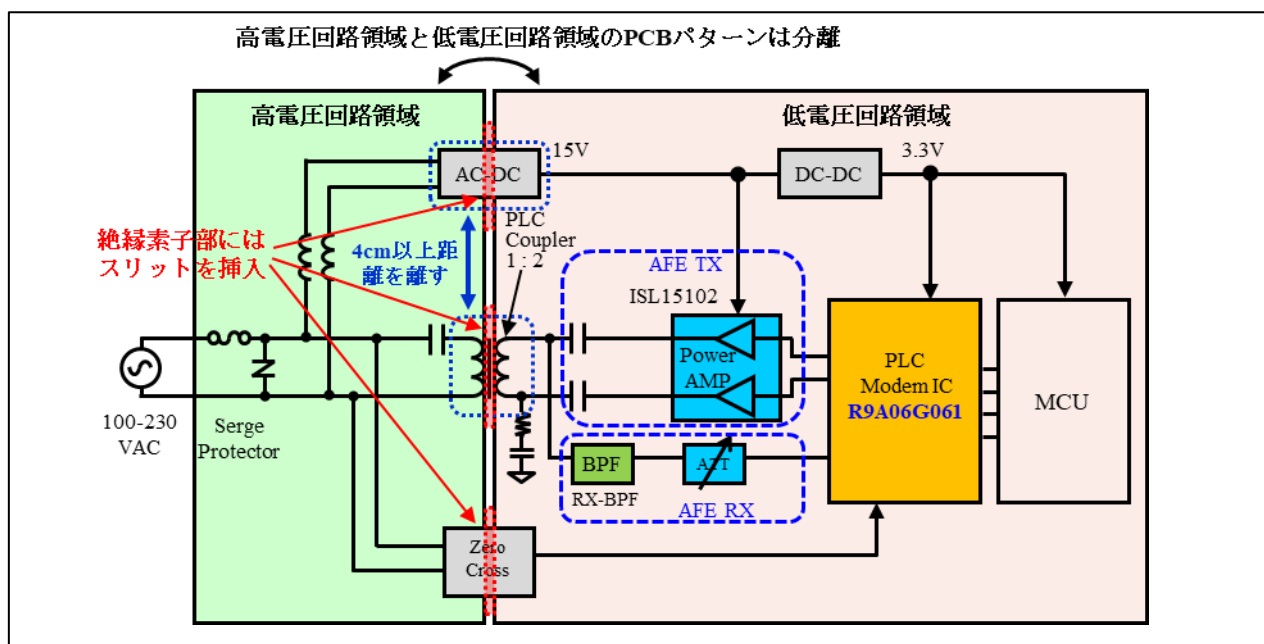 高電圧回路領域と低電圧回路領域のPCBパターンは分離
高電圧回路領域
低電圧回路領域
AC-DC
15V
DC-DC
3.3V
絶縁素子部には
スリットを挿入
4cm以上距
離を離す
PLC
Coupler
1 : 2
AFE TX
ISL15102
Power
AMP
PLC
Modem IC
R9A06G061
MCU
100-230
VAC
Serge
Protector
BPF
RX-BPF
ATT
AFE RX
Zero
Cross